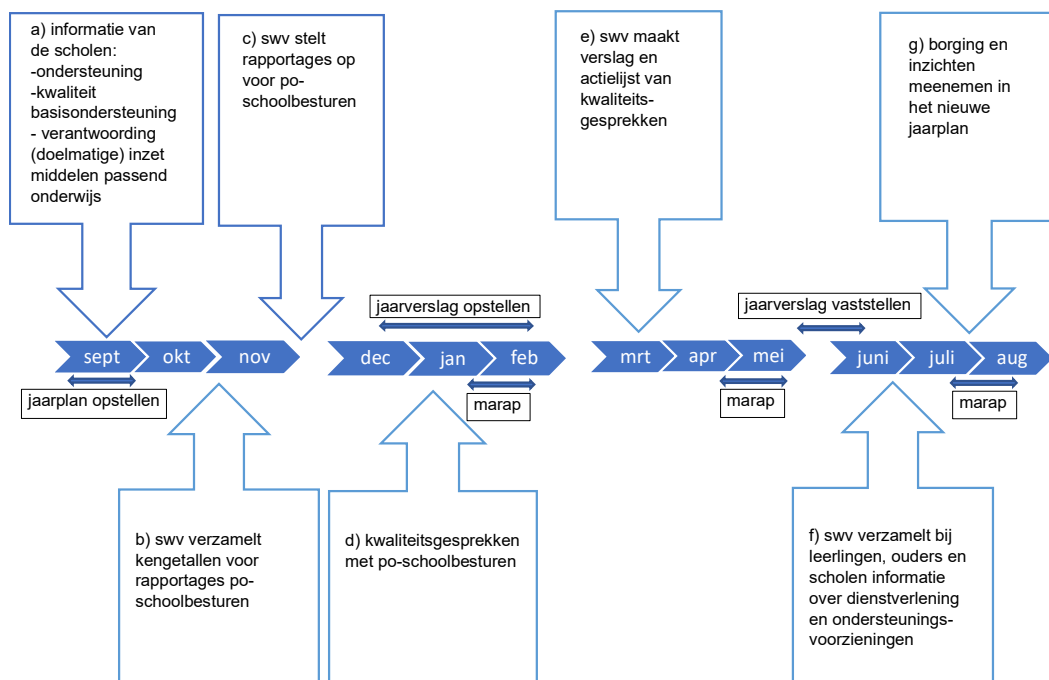 a) informatie van
de scholen:
-ondersteuning
-kwaliteit
basisondersteuning
- verantwoording
(doelmatige) inzet
middelen passend
onderwijs
c) swv stelt
rapportages op
voor po-
schoolbesturen
e) swv maakt
verslag en
actielijst van
kwaliteits-
gesprekken
g) borging en
inzichten
meenemen in
het nieuwe
jaarplan
jaarverslag opstellen
jaarverslag vaststellen
sept
okt
nov
dec
jan
feb
mrt
apr
mei
juni
juli
aug
jaarplan opstellen
marap
marap
marap
b) swv verzamelt
kengetallen voor
rapportages po-
schoolbesturen
d) kwaliteitsgesprekken
met po-schoolbesturen
f) swv verzamelt bij
leerlingen, ouders en
scholen informatie
over dienstverlening
en ondersteunings-
voorzieningen